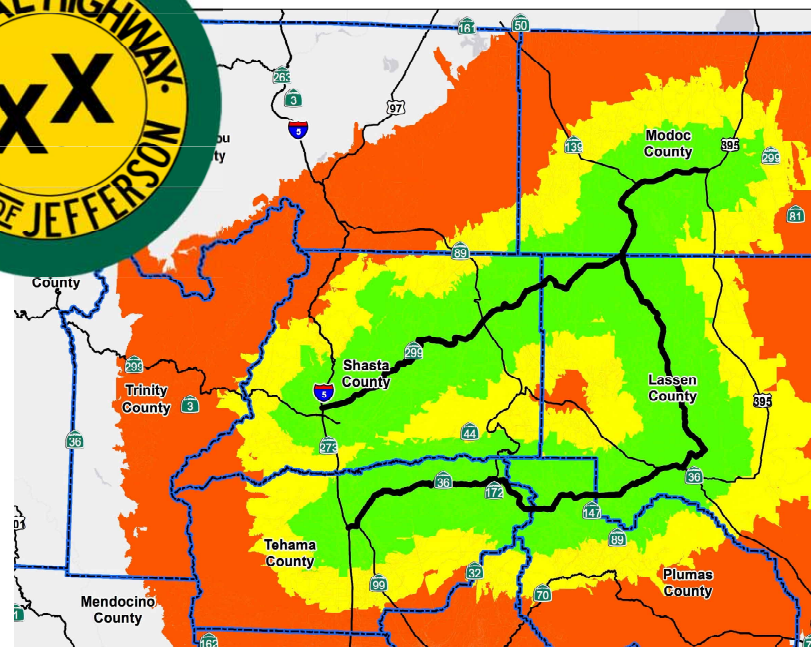 AL HIGHWAY·
XX
OF JEFFERSON
161
50
263
3
5
97
139
Modoc
County
395
299
81
89
County
299
Shasta
County
299
5
Trinity
County
3
Lassen
County
395
36
273
44
36
172
36
147
89
Tehama
County
99
32
70
Plumas
County
Mendocino
County
162